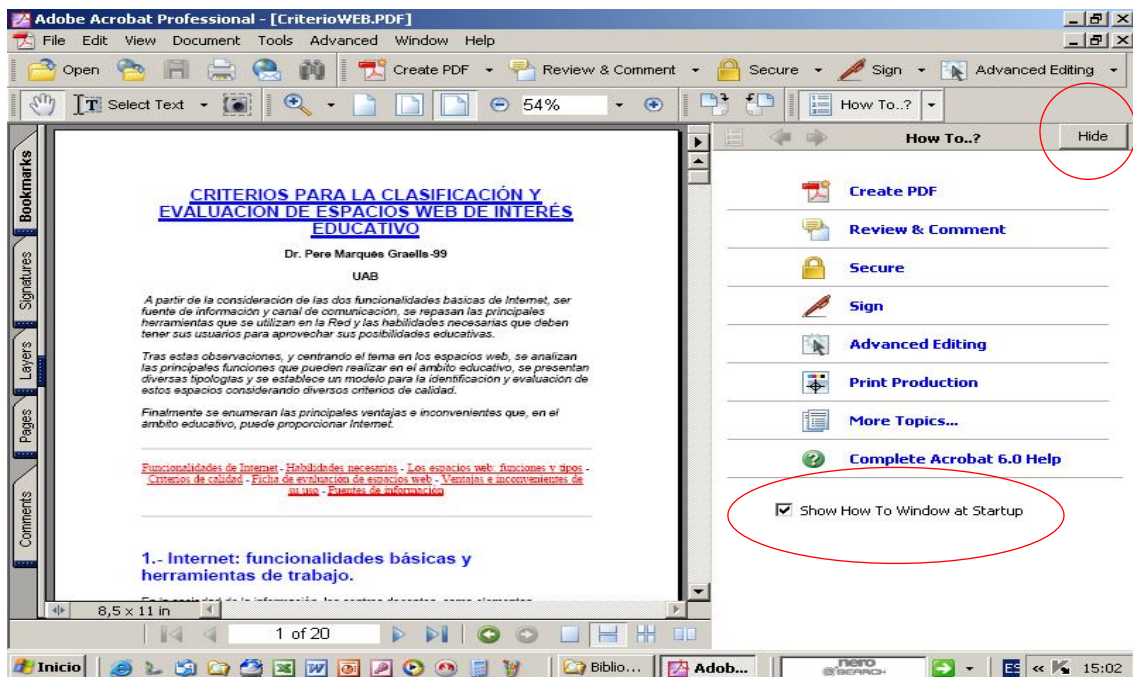 Adobe Acrobat Professional - [CriterioWEB.PDF]
File Edit View Document Tools Advanced Window Help
Open Create PDF Review & Comment Secure Sign Advanced Editing
Select Text 54% How To..?
How To..? Hide
Bookmarks
Signatures
Layers
Pages
Comments
CRITERIOS PARA LA CLASIFICACIÓN Y
EVALUACION DE ESPACIOS WEB DE INTERÉS
EDUCATIVO
Dr. Pere Marquès Graells-99
UAB
A partir de la consideración de las dos funcionalidades básicas de Internet, ser
fuente de información y canal de comunicación, se repasan las principales
herramientas que se utilizan en la Red y las habilidades necesarias que deben
tener sus usuarios para aprovechar sus posibilidades educativas.
Tras estas observaciones, y centrando el tema en los espacios web, se analizan
las principales funciones que pueden realizar en el ámbito educativo, se presentan
diversas tipologías y se establece un modelo para la identificación y evaluación de
estos espacios considerando diversos criterios de calidad.
Finalmente se enumeran las principales ventajas e inconvenientes que, en el
ámbito educativo, puede proporcionar Internet.
Funcionalidades de Internet - Habilidades necesarias - Los espacios web: funciones y tipos -
Criterios de calidad - Ficha de evaluación de espacios web - Ventajas e inconvenientes de
su uso - Fuentes de información
1.- Internet: funcionalidades básicas y
herramientas de trabajo.
Create PDF
Review & Comment
Secure
Sign
Advanced Editing
Print Production
More Topics...
Complete Acrobat 6.0 Help
Show How To Window at Startup
8,5 x 11 in
1 of 20
Inicio Biblio... Adob... nero SEARCH ES 15:02